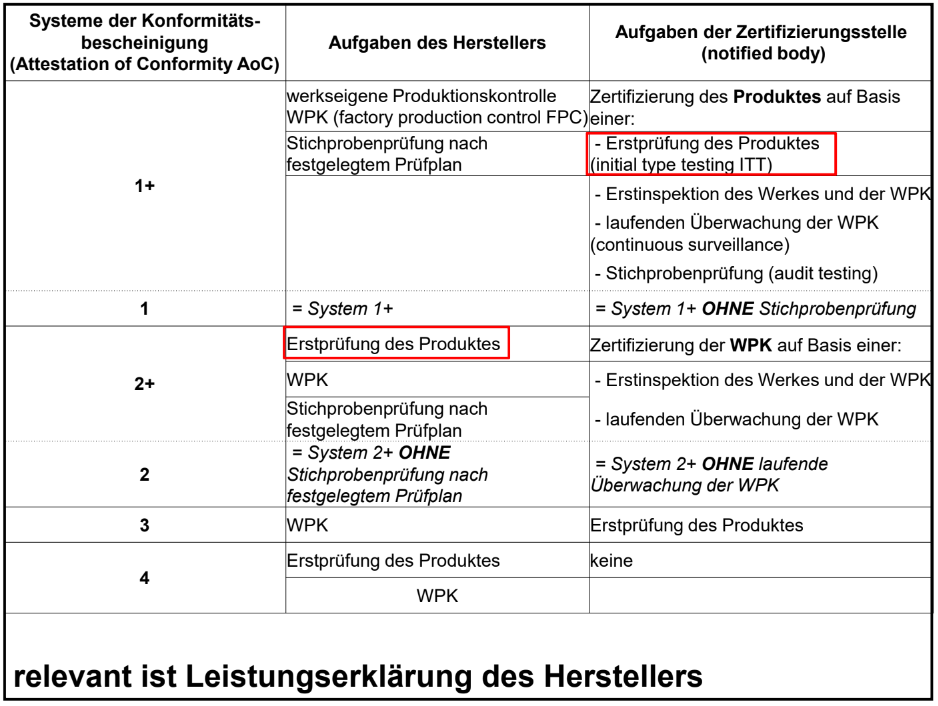 Systeme der Konformitäts-
bescheinigung
(Attestation of Conformity AoC)
Aufgaben des Herstellers
Aufgaben der Zertifizierungsstelle
(notified body)
1+
werkseigene Produktionskontrolle
WPK (factory production control FPC)
Zertifizierung des Produktes auf Basis
einer:
Stichprobenprüfung nach
festgelegtem Prüfplan
- Erstprüfung des Produktes
(initial type testing ITT)
- Erstinspektion des Werkes und der WPK
- laufenden Überwachung der WPK
(continuous surveillance)
- Stichprobenprüfung (audit testing)
1
= System 1+
= System 1+ OHNE Stichprobenprüfung
2+
Erstprüfung des Produktes
Zertifizierung der WPK auf Basis einer:
WPK
- Erstinspektion des Werkes und der WPK
Stichprobenprüfung nach
festgelegtem Prüfplan
- laufenden Überwachung der WPK
2
= System 2+ OHNE
Stichprobenprüfung nach
festgelegtem Prüfplan
= System 2+ OHNE laufende
Überwachung der WPK
3
WPK
Erstprüfung des Produktes
4
Erstprüfung des Produktes
keine
WPK
relevant ist Leistungserklärung des Herstellers